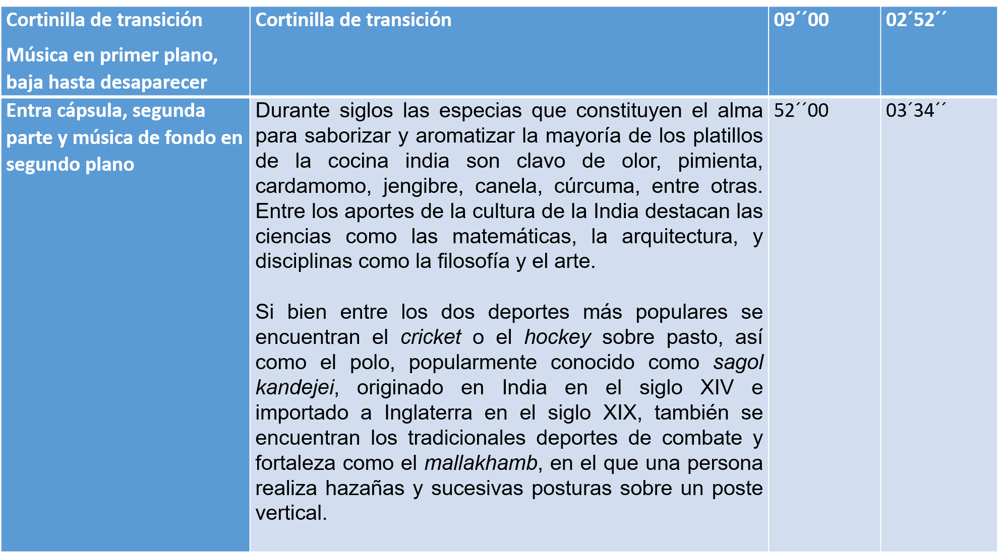 Cortinilla de transición
Música en primer plano,
baja hasta desaparecer
Cortinilla de transición
09´´00
02´52´´
Entra cápsula, segunda
parte y música de fondo en
segundo plano
Durante siglos las especias que constituyen el alma
para saborizar y aromatizar la mayoría de los platillos
de la cocina india son clavo de olor, pimienta,
cardamomo, jengibre, canela, cúrcuma, entre otras.
Entre los aportes de la cultura de la India destacan las
ciencias como las matemáticas, la arquitectura, y
disciplinas como la filosofía y el arte.
Si bien entre los dos deportes más populares se
encuentran el cricket o el hockey sobre pasto, así
como el polo, popularmente conocido como sagol
kandejei, originado en India en el siglo XIV e
importado a Inglaterra en el siglo XIX, también se
encuentran los tradicionales deportes de combate y
fortaleza como el mallakhamb, en el que una persona
realiza hazañas y sucesivas posturas sobre un poste
vertical.
52´´00
03´34´´